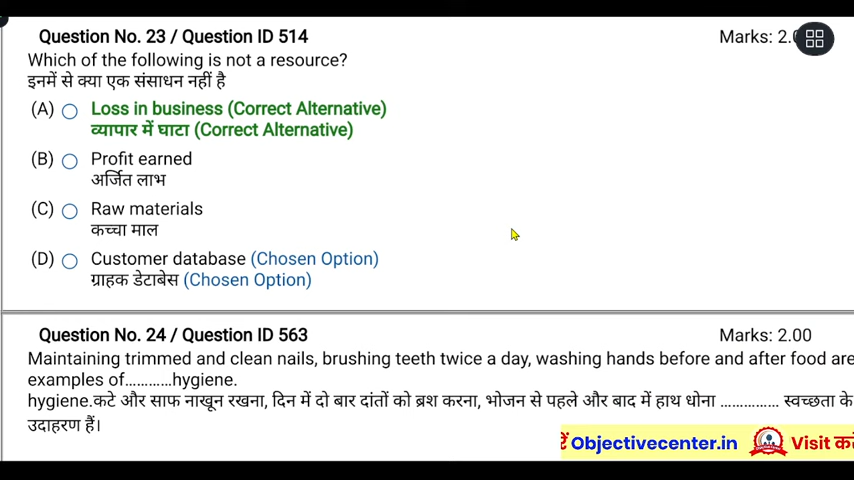 Question No. 23 / Question ID 514
Marks: 2.
Which of the following is not a resource?
इनमें से क्या एक संसाधन नहीं है
(A) Loss in business (Correct Alternative)
व्यापार में घाटा (Correct Alternative)
(B) Profit earned
अर्जित लाभ
(C) Raw materials
कच्चा माल
(D) Customer database (Chosen Option)
ग्राहक डेटाबेस (Chosen Option)
Question No. 24 / Question ID 563
Marks: 2.00
Maintaining trimmed and clean nails, brushing teeth twice a day, washing hands before and after food are
examples of............hygiene.
hygiene.कटे और साफ नाखून रखना, दिन में दो बार दांतों को ब्रश करना, भोजन से पहले और बाद में हाथ धोना ............... स्वच्छता के
उदाहरण हैं।
Objectivecenter.in Visit